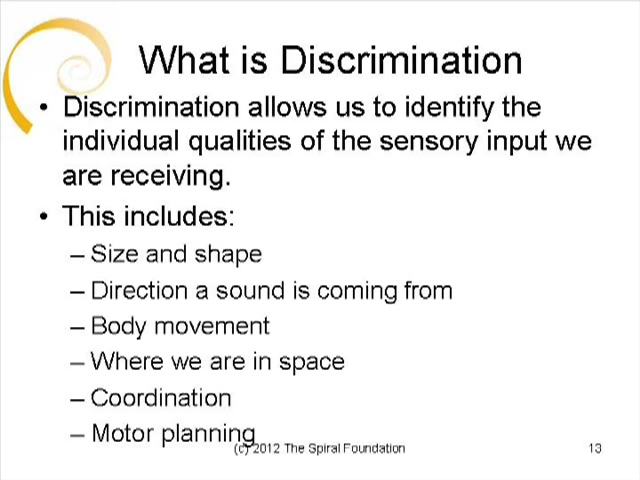 What is Discrimination
• Discrimination allows us to identify the
individual qualities of the sensory input we
are receiving.
• This includes:
– Size and shape
– Direction a sound is coming from
– Body movement
– Where we are in space
– Coordination
– Motor planning
(c) 2012 The Spiral Foundation
13